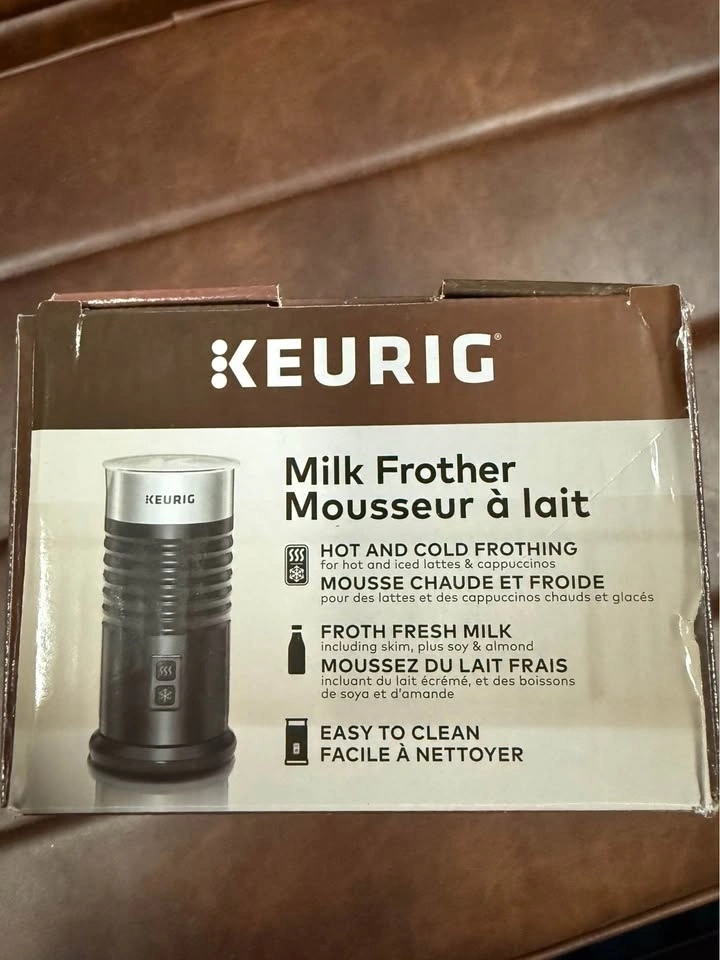 KEURIG®
KEURIG
Milk Frother
Mousseur à lait
HOT AND COLD FROTHING
for hot and iced lattes & cappuccinos
MOUSSE CHAUDE ET FROIDE
pour des lattes et des cappuccinos chauds et glacés
FROTH FRESH MILK
including skim, plus soy & almond
MOUSSEZ DU LAIT FRAIS
incluant du lait écrémé, et des boissons
de soya et d'amande
EASY TO CLEAN
FACILE À NETTOYER